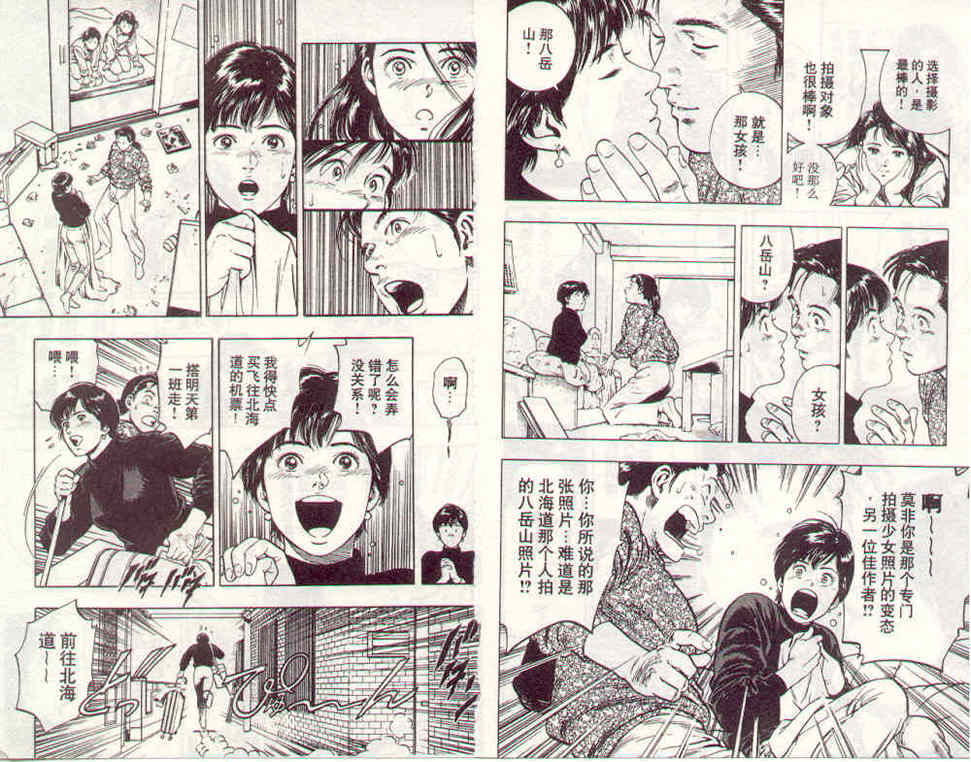 选择摄影
的人，是
最棒的！
拍摄对象
也很棒啊！
没那么
好吧！
那八岳
山！
就是…
那女孩！
八岳山？
女孩？
啊～～～～
莫非你是那个专门
拍摄少女照片的变态
，另一位佳作者!?
你…你所说的那
张照片…难道是
北海道那个人拍
的八岳山照片!?
啊…
～
怎么会弄
错了呢？
没关系！
我得快点
买飞往北海
道的机票！
喂！
喂…
搭明天第
一班走！
前往北海
道～～